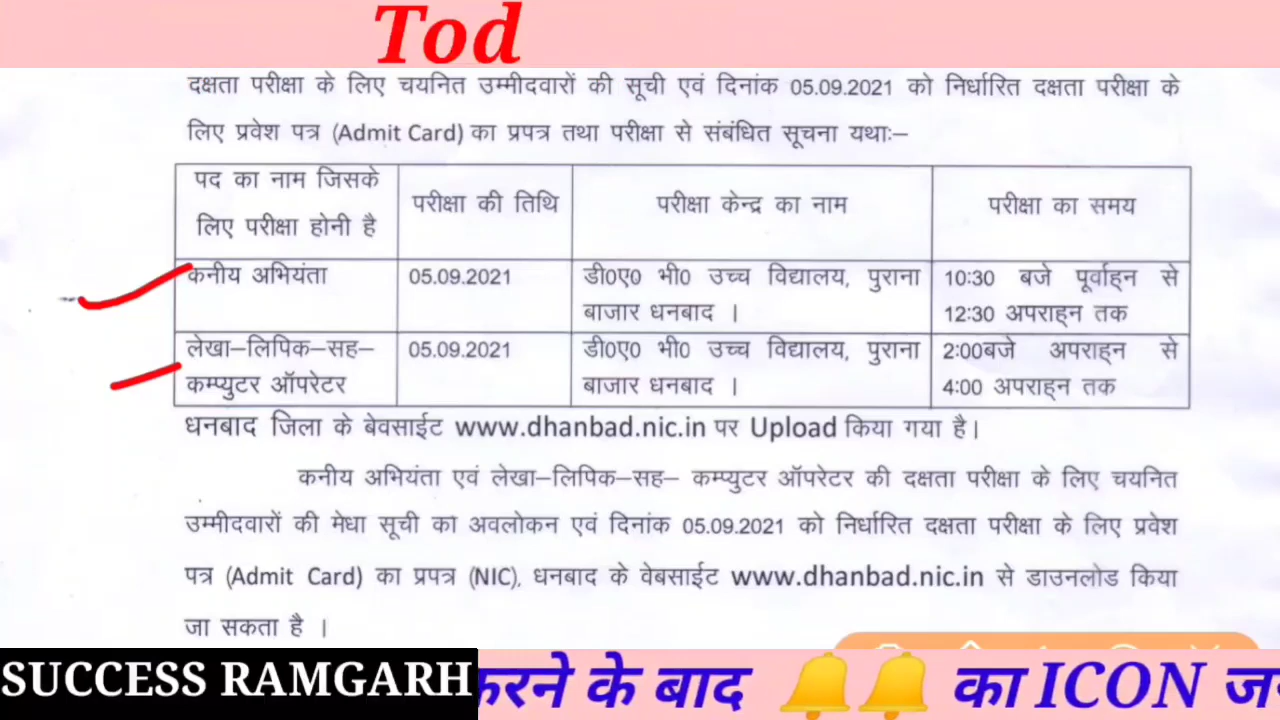 Tod
दक्षता परीक्षा के लिए चयनित उम्मीदवारों की सूची एवं दिनांक 05.09.2021 को निर्धारित दक्षता परीक्षा के
लिए प्रवेश पत्र (Admit Card) का प्रपत्र तथा परीक्षा से संबंधित सूचना यथाः–
पद का नाम जिसके
लिए परीक्षा होनी है
परीक्षा की तिथि
परीक्षा केन्द्र का नाम
परीक्षा का समय
कनीय अभियंता
05.09.2021
डी0ए0 भी0 उच्च विद्यालय, पुराना
बाजार धनबाद ।
10:30 बजे पूर्वाह्न से
12:30 अपराह्न तक
लेखा–लिपिक–सह–
कम्प्युटर ऑपरेटर
05.09.2021
डी0ए0 भी0 उच्च विद्यालय, पुराना
बाजार धनबाद ।
2:00बजे अपराह्न से
4:00 अपराह्न तक
धनबाद जिला के बेवसाईट www.dhanbad.nic.in पर Upload किया गया है।
कनीय अभियंता एवं लेखा–लिपिक–सह– कम्प्युटर ऑपरेटर की दक्षता परीक्षा के लिए चयनित
उम्मीदवारों की मेधा सूची का अवलोकन एवं दिनांक 05.09.2021 को निर्धारित दक्षता परीक्षा के लिए प्रवेश
पत्र (Admit Card) का प्रपत्र (NIC), धनबाद के वेबसाईट www.dhanbad.nic.in से डाउनलोड किया
जा सकता है ।
SUCCESS RAMGARH
करने के बाद 🔔🔔 का ICON